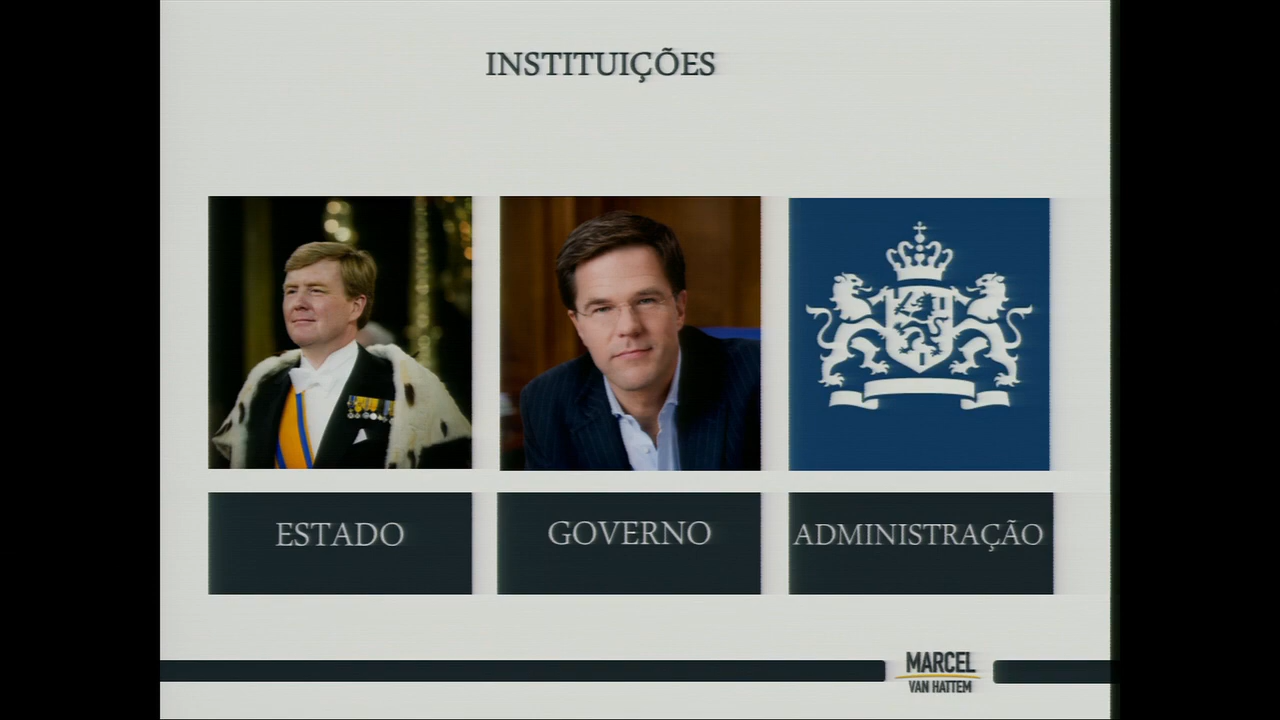 INSTITUIÇÕES
ESTADO
GOVERNO
ADMINISTRAÇÃO
MARCEL
VAN HATTEM